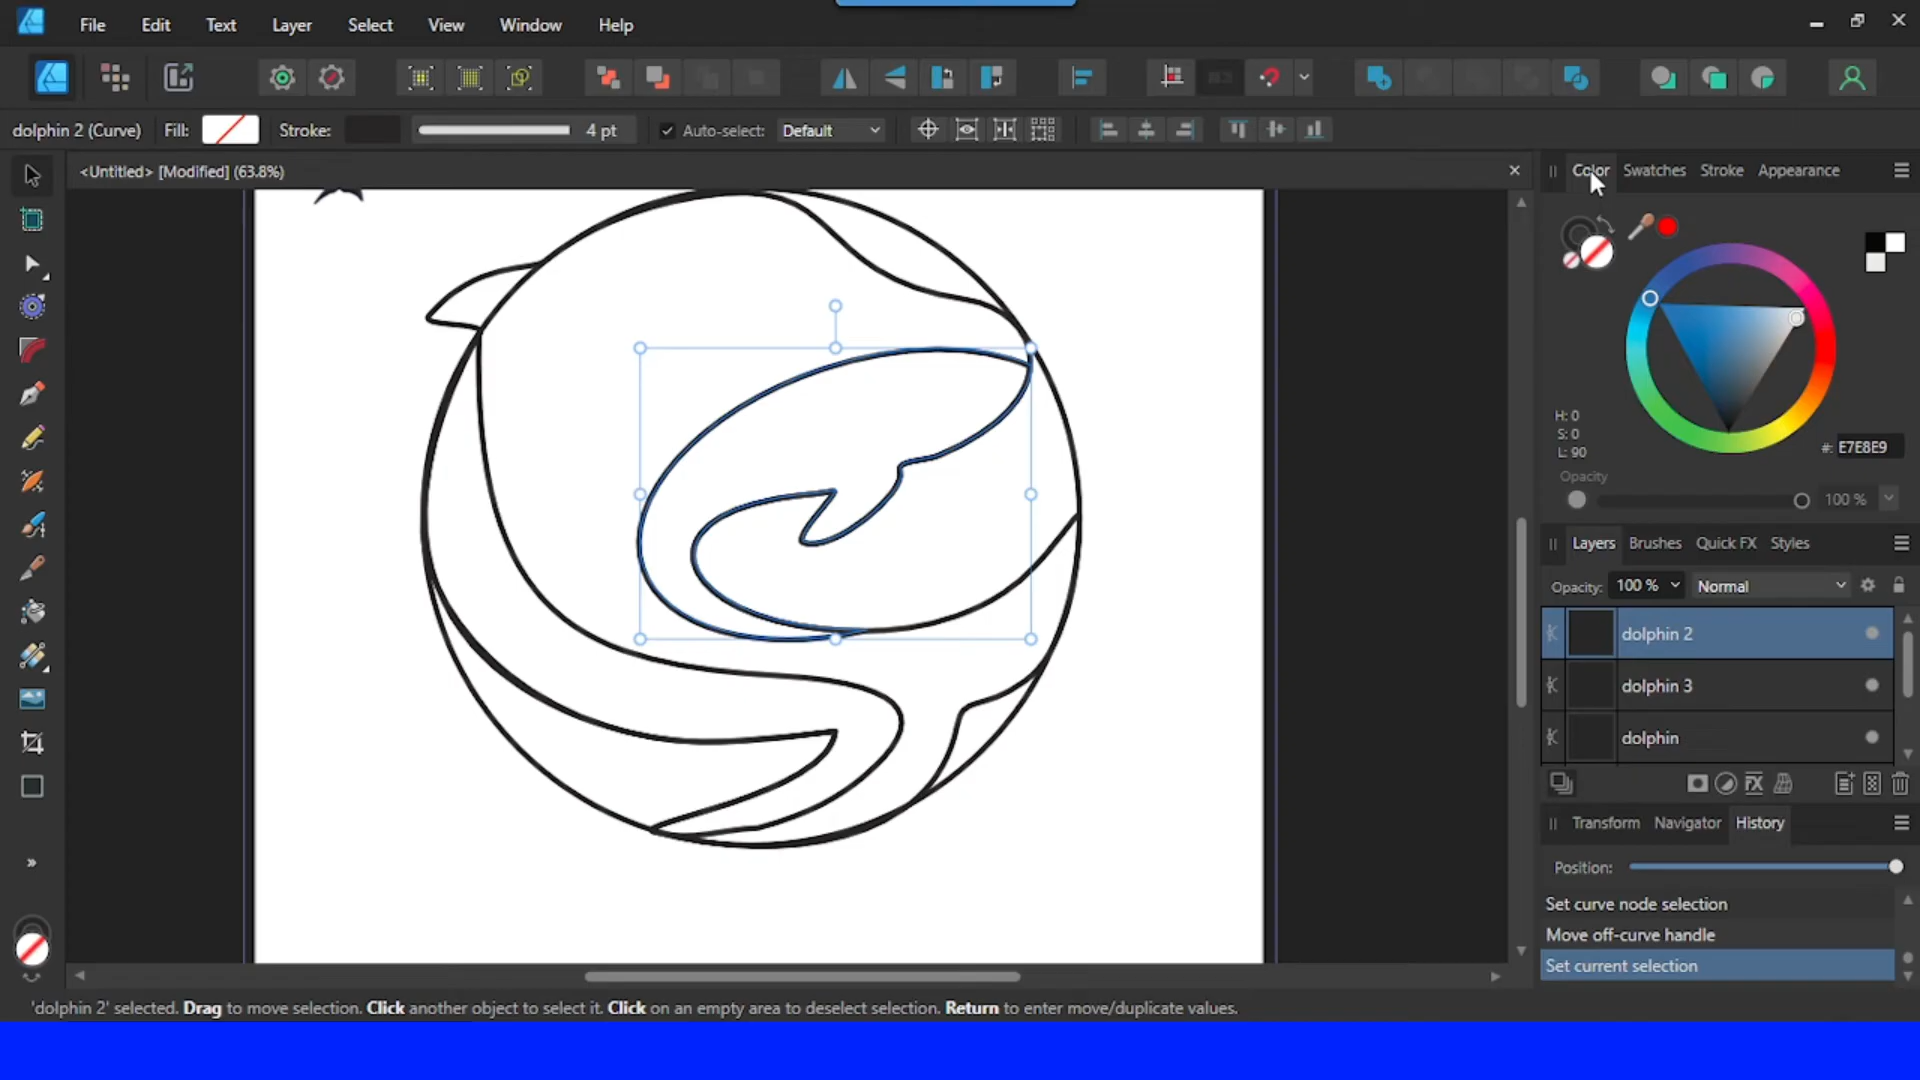 File Edit Text Layer Select View Window Help
dolphin 2 (Curve) Fill: Stroke: 4 pt Auto-select: Default
<Untitled> [Modified] (63.8%)
Color Swatches Stroke Appearance
H: 0
S: 0
L: 90
#: E7E8E9
Opacity
100 %
Layers Brushes Quick FX Styles
Opacity: 100 % Normal
dolphin 2
dolphin 3
dolphin
Transform Navigator History
Position:
Set curve node selection
Move off-curve handle
Set current selection
'dolphin 2' selected. Drag to move selection. Click another object to select it. Click on an empty area to deselect selection. Return to enter move/duplicate values.